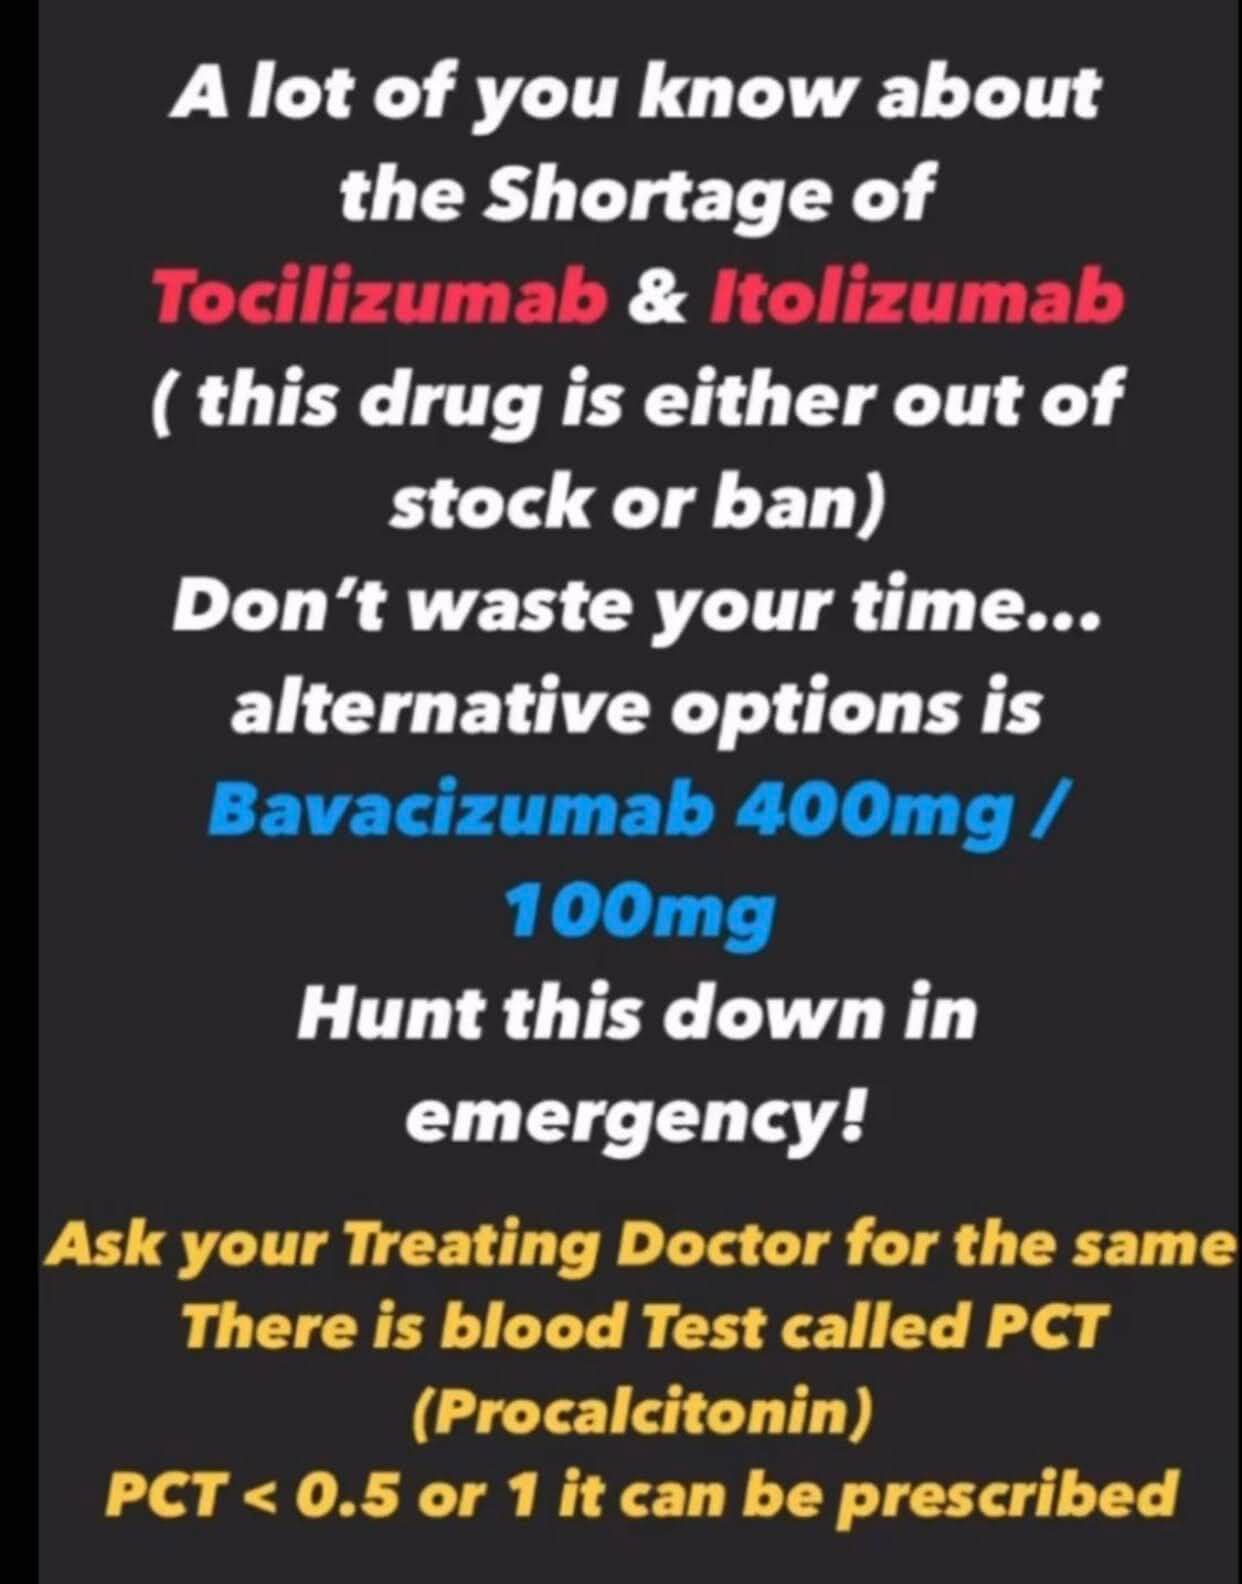 A lot of you know about
the Shortage of
Tocilizumab & Itolizumab
( this drug is either out of
stock or ban)
Don't waste your time...
alternative options is
Bavacizumab 400mg /
100mg
Hunt this down in
emergency!
Ask your Treating Doctor for the same
There is blood Test called PCT
(Procalcitonin)
PCT < 0.5 or 1 it can be prescribed